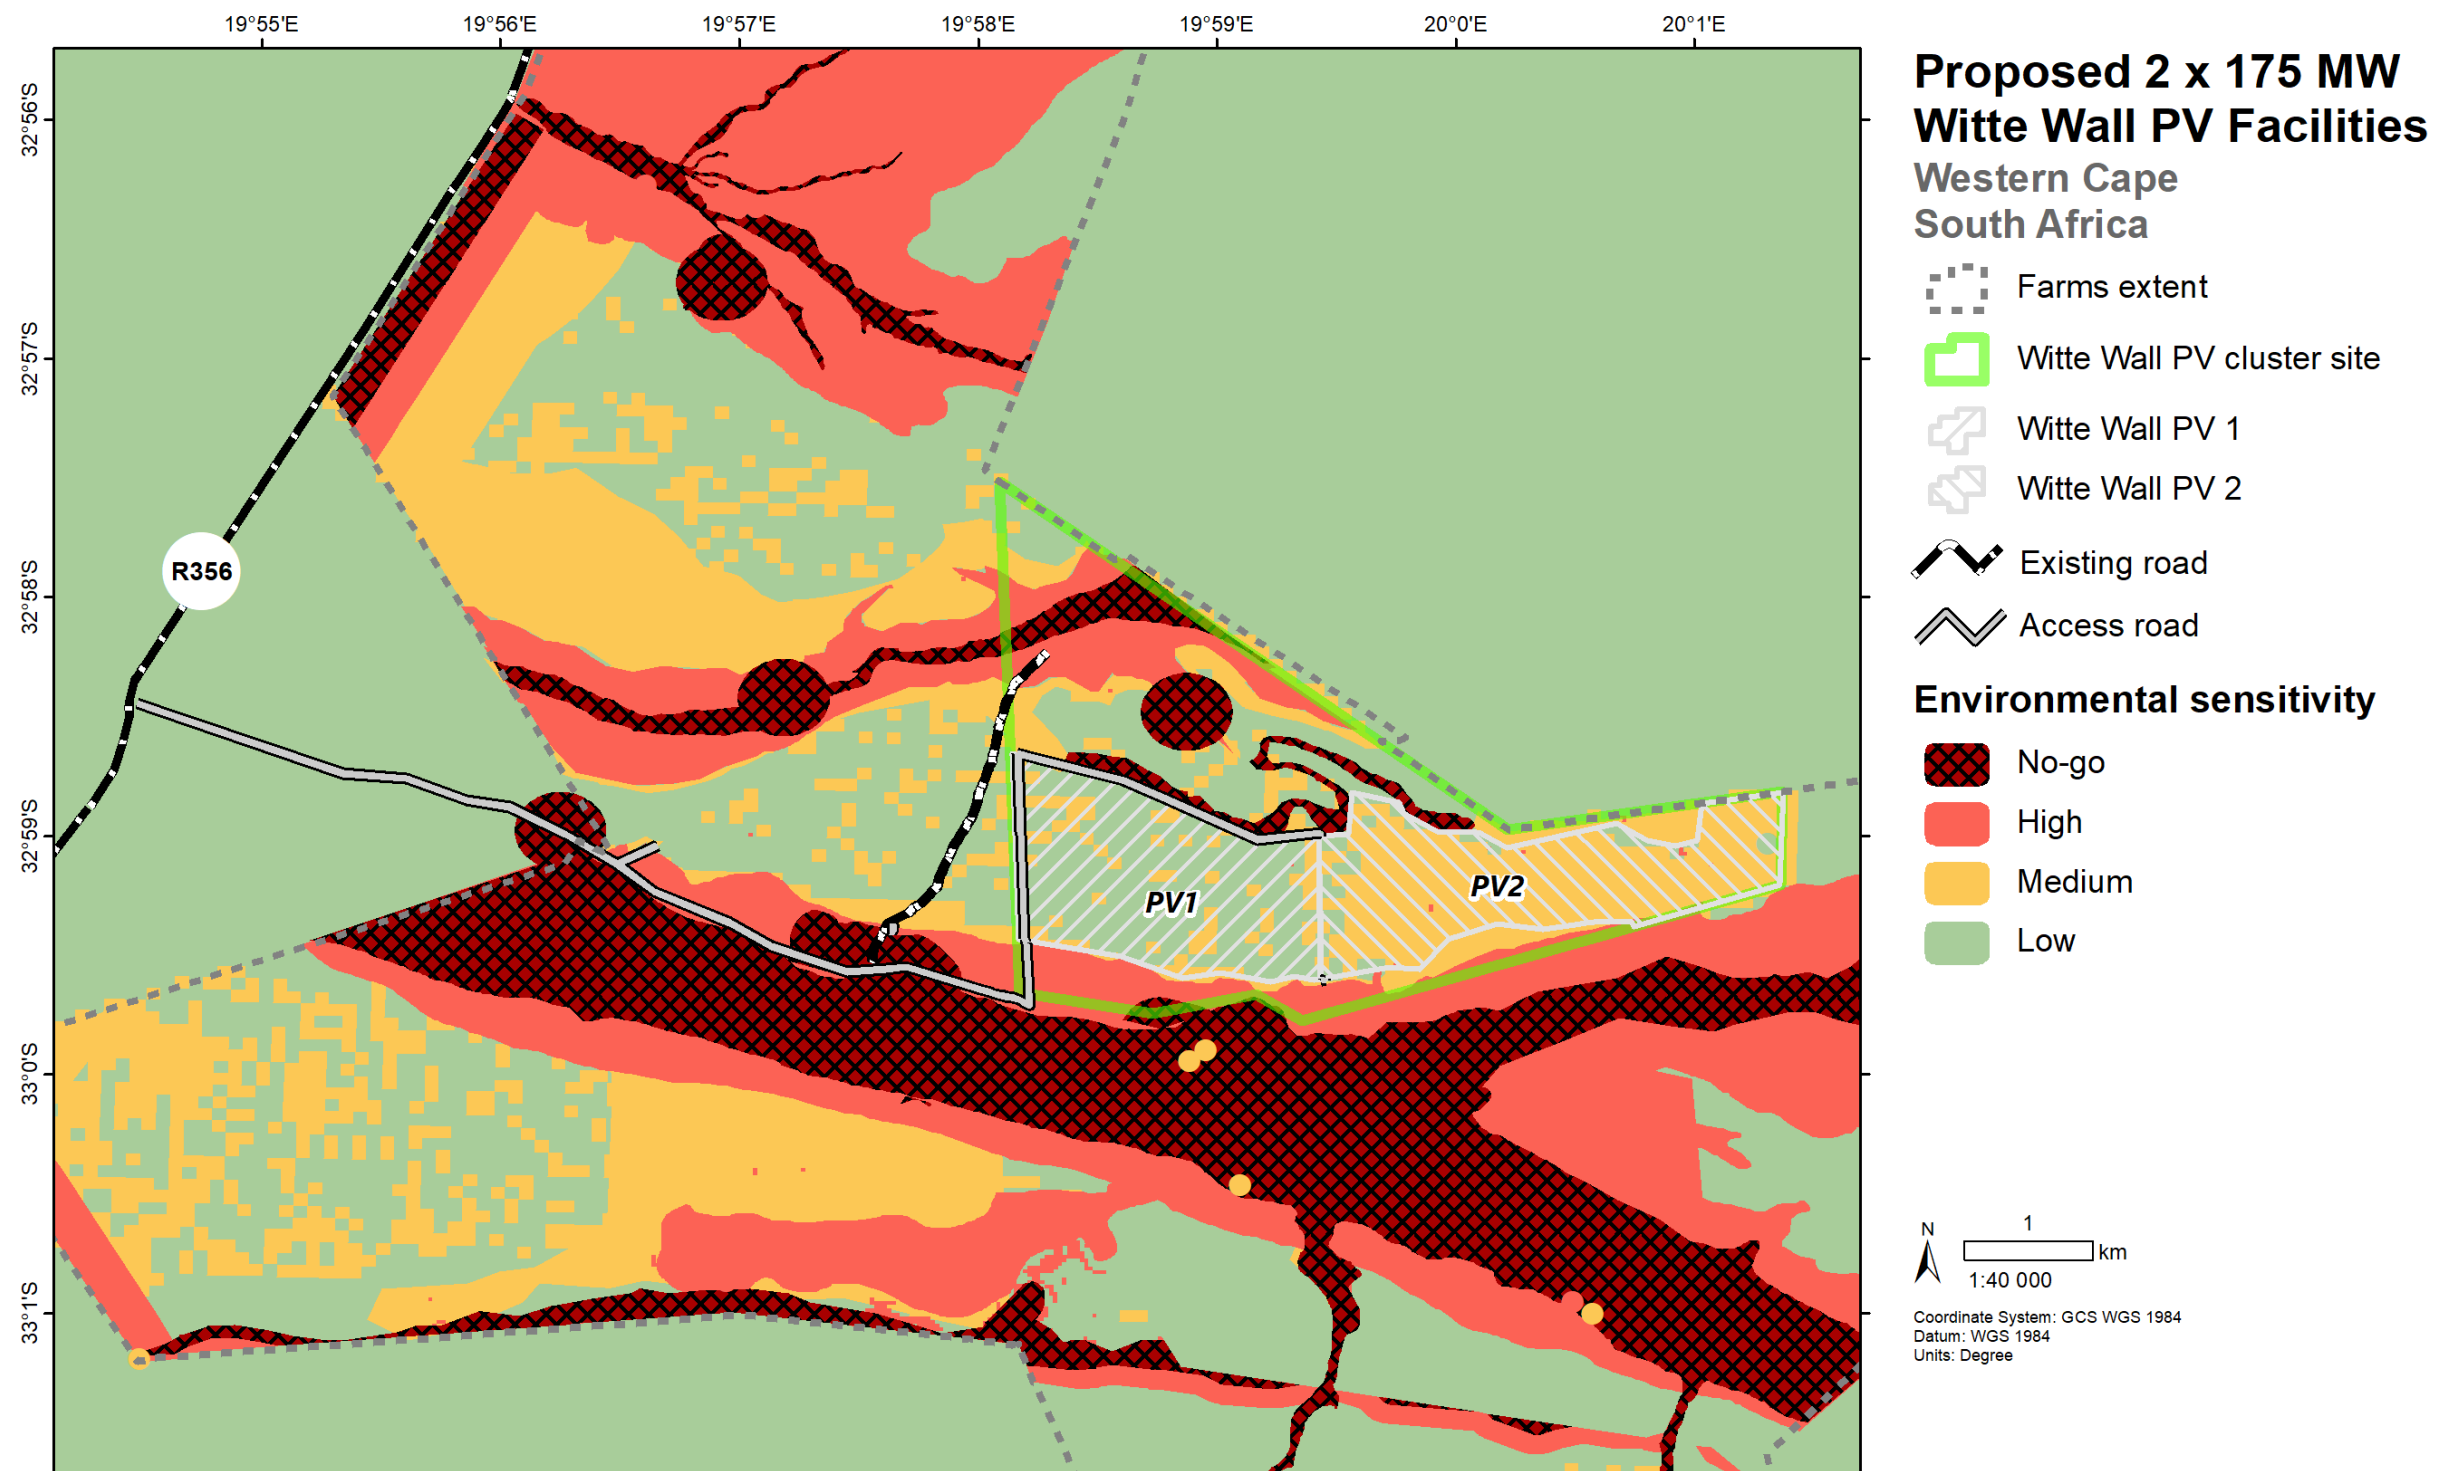 19°55'E 19°56'E 19°57'E 19°58'E 19°59'E 20°0'E 20°1'E
32°56'S
32°57'S
32°58'S
32°59'S
33°0'S
33°1'S
R356
PV1
PV2
Proposed 2 x 175 MW
Witte Wall PV Facilities
Western Cape
South Africa
Farms extent
Witte Wall PV cluster site
Witte Wall PV 1
Witte Wall PV 2
Existing road
Access road
Environmental sensitivity
No-go
High
Medium
Low
N
1
km
1:40 000
Coordinate System: GCS WGS 1984
Datum: WGS 1984
Units: Degree